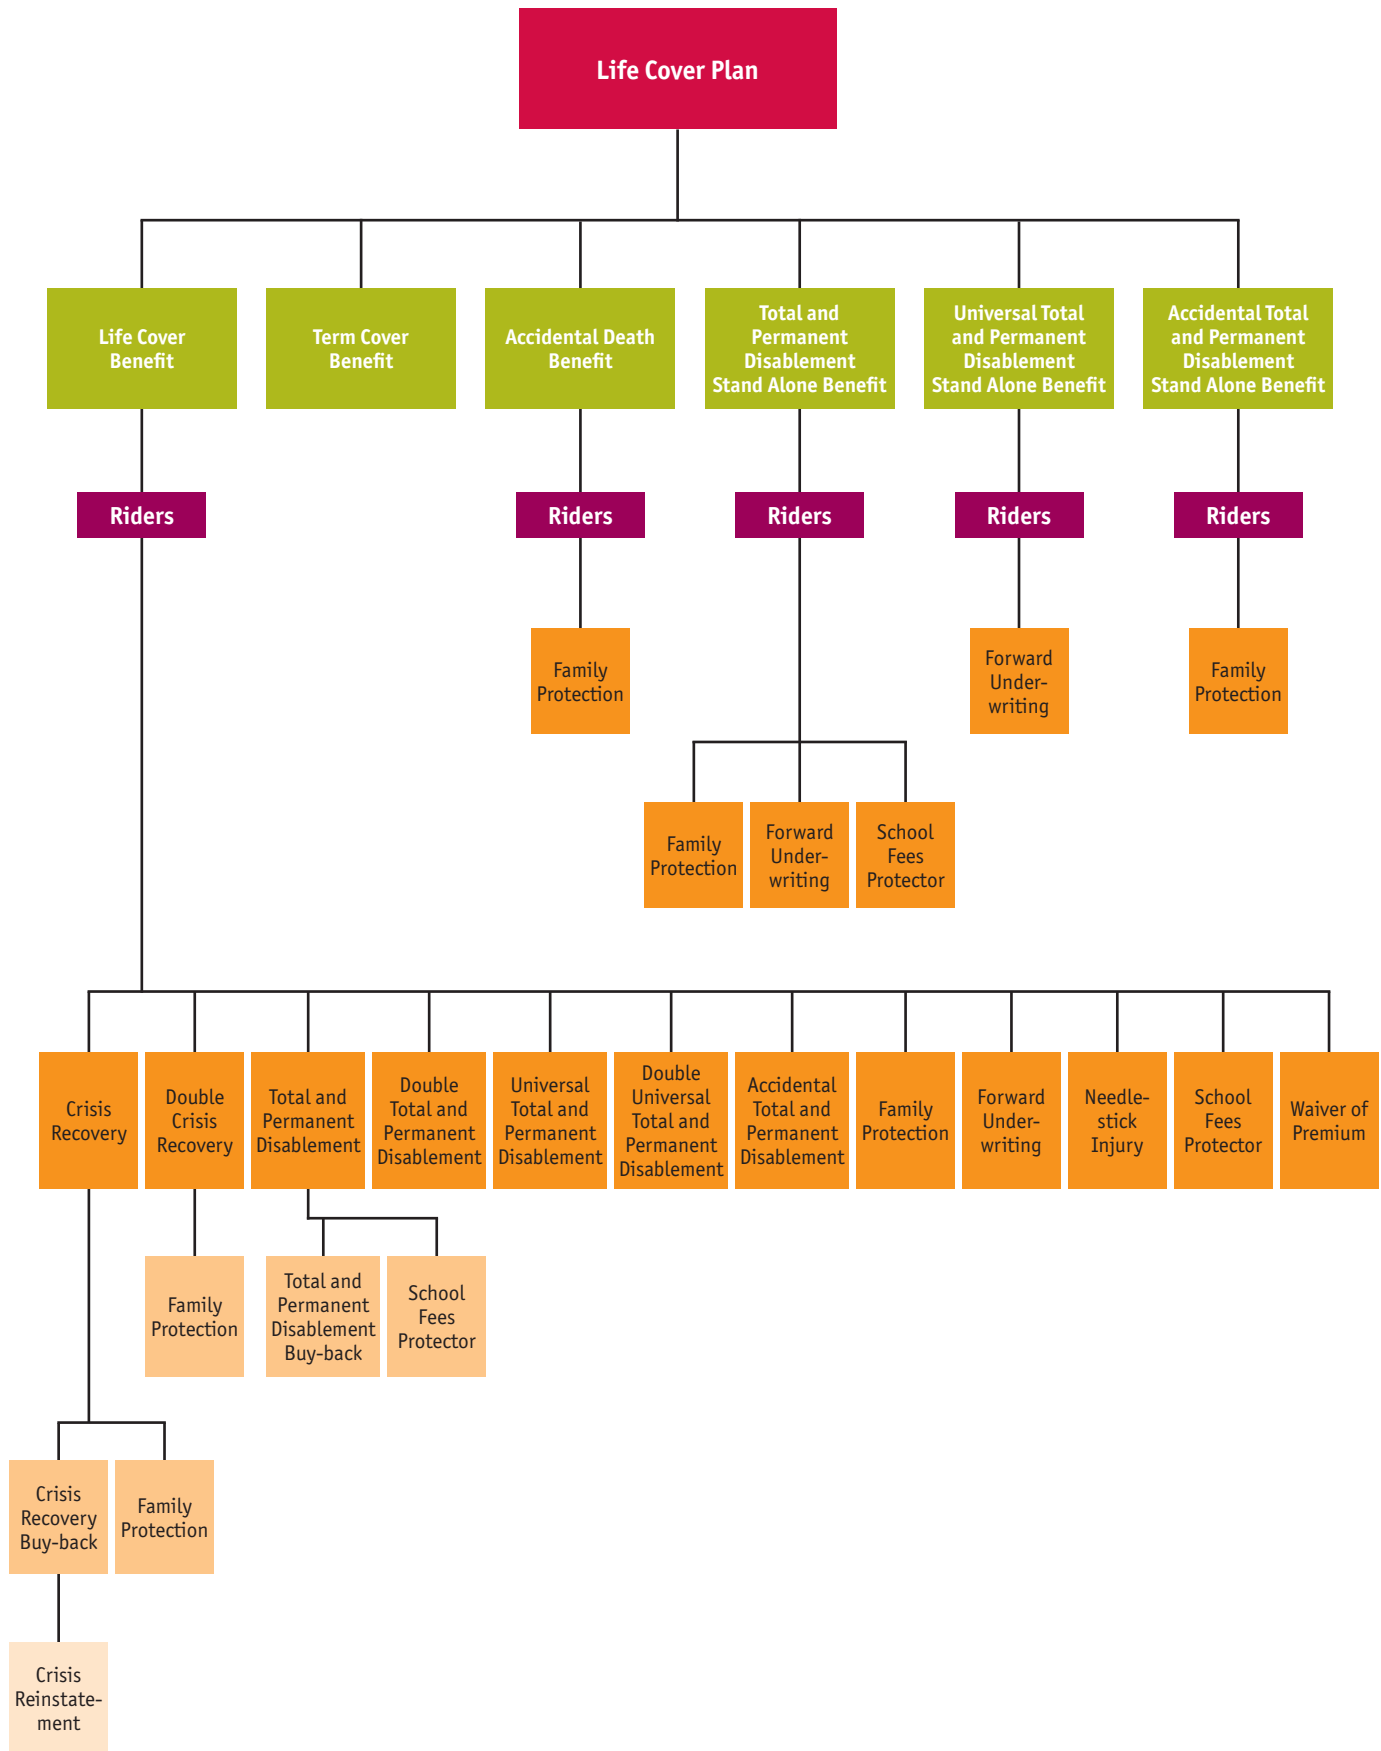 Life Cover Plan
Life Cover
Benefit
Term Cover
Benefit
Accidental Death
Benefit
Total and
Permanent
Disablement
Stand Alone Benefit
Universal Total
and Permanent
Disablement
Stand Alone Benefit
Accidental Total
and Permanent
Disablement
Stand Alone Benefit
Riders
Riders
Riders
Riders
Riders
Family
Protection
Forward
Under-
writing
Family
Protection
Family
Protection
Forward
Under-
writing
School
Fees
Protector
Crisis
Recovery
Double
Crisis
Recovery
Total and
Permanent
Disablement
Double
Total and
Permanent
Disablement
Universal
Total and
Permanent
Disablement
Double
Universal
Total and
Permanent
Disablement
Accidental
Total and
Permanent
Disablement
Family
Protection
Forward
Under-
writing
Needle-
stick
Injury
School
Fees
Protector
Waiver of
Premium
Family
Protection
Total and
Permanent
Disablement
Buy-back
School
Fees
Protector
Crisis
Recovery
Buy-back
Family
Protection
Crisis
Reinstate-
ment